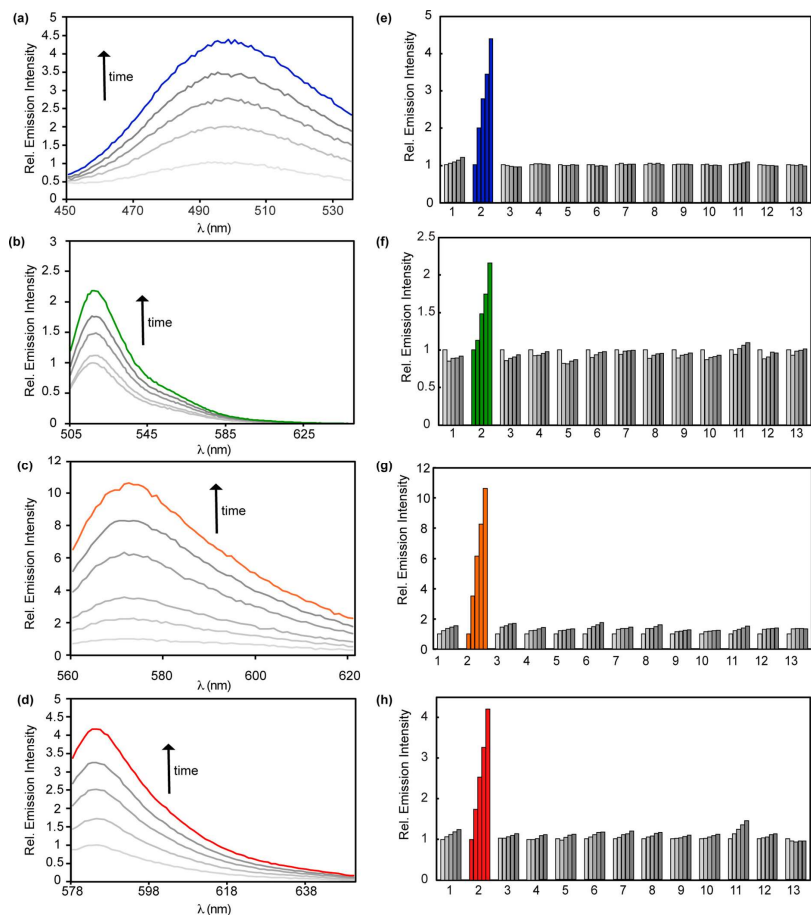 (a)
Rel. Emission Intensity
5
4.5
4
3.5
3
2.5
2
1.5
1
0.5
0
time
450 470 490 510 530
λ (nm)
(e)
Rel. Emission Intensity
5
4
3
2
1
0
1 2 3 4 5 6 7 8 9 10 11 12 13
(b)
Rel. Emission Intensity
3
2.5
2
1.5
1
0.5
0
time
505 545 585 625
λ (nm)
(f)
Rel. Emission Intensity
2.5
2
1.5
1
0.5
0
1 2 3 4 5 6 7 8 9 10 11 12 13
(c)
Rel. Emission Intensity
12
10
8
6
4
2
0
time
560 580 600 620
λ (nm)
(g)
Rel. Emission Intensity
12
10
8
6
4
2
0
1 2 3 4 5 6 7 8 9 10 11 12 13
(d)
Rel. Emission Intensity
5
4.5
4
3.5
3
2.5
2
1.5
1
0.5
0
time
578 598 618 638
λ (nm)
(h)
Rel. Emission Intensity
4
3
2
1
0
1 2 3 4 5 6 7 8 9 10 11 12 13